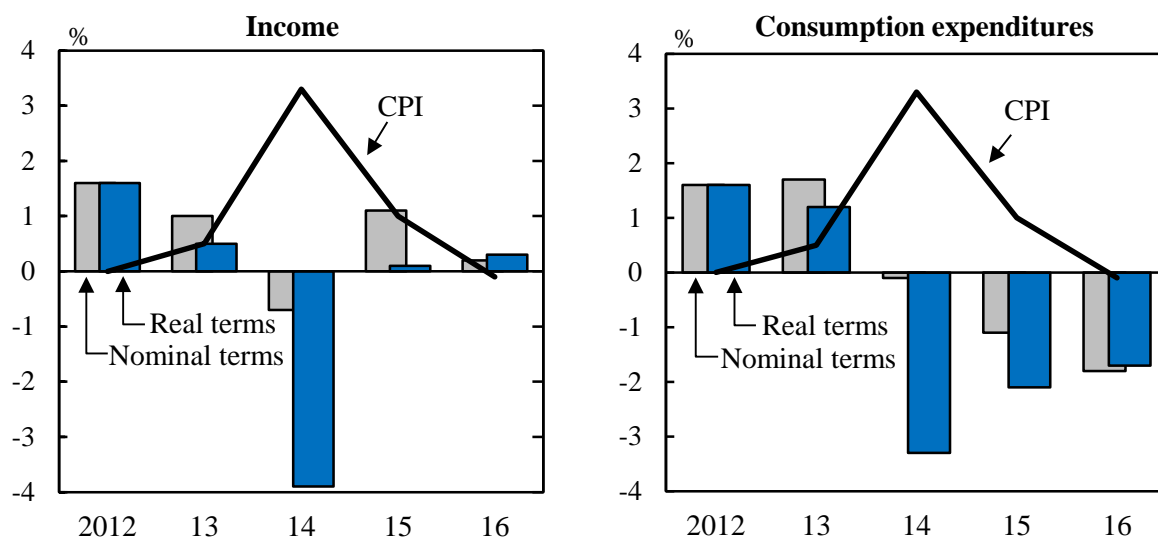 Income
%
4
3
2
1
0
-1
-2
-3
-4
CPI
Real terms
Nominal terms
2012 13 14 15 16
Consumption expenditures
%
4
3
2
1
0
-1
-2
-3
-4
CPI
Real terms
Nominal terms
2012 13 14 15 16